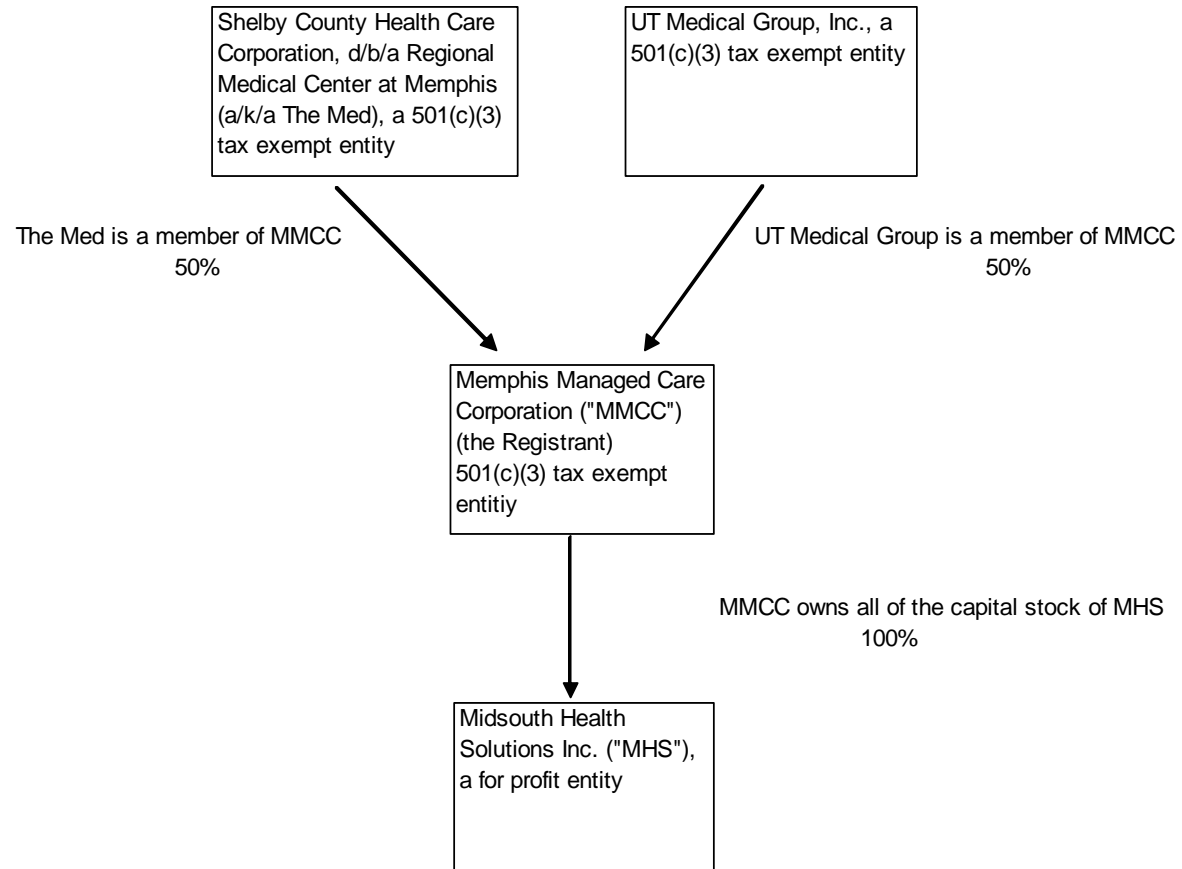 Shelby County Health Care
Corporation, d/b/a Regional
Medical Center at Memphis
(a/k/a The Med), a 501(c)(3)
tax exempt entity
UT Medical Group, Inc., a
501(c)(3) tax exempt entity
The Med is a member of MMCC
50%
UT Medical Group is a member of MMCC
50%
Memphis Managed Care
Corporation ("MMCC")
(the Registrant)
501(c)(3) tax exempt
entitiy
MMCC owns all of the capital stock of MHS
100%
Midsouth Health
Solutions Inc. ("MHS"),
a for profit entity